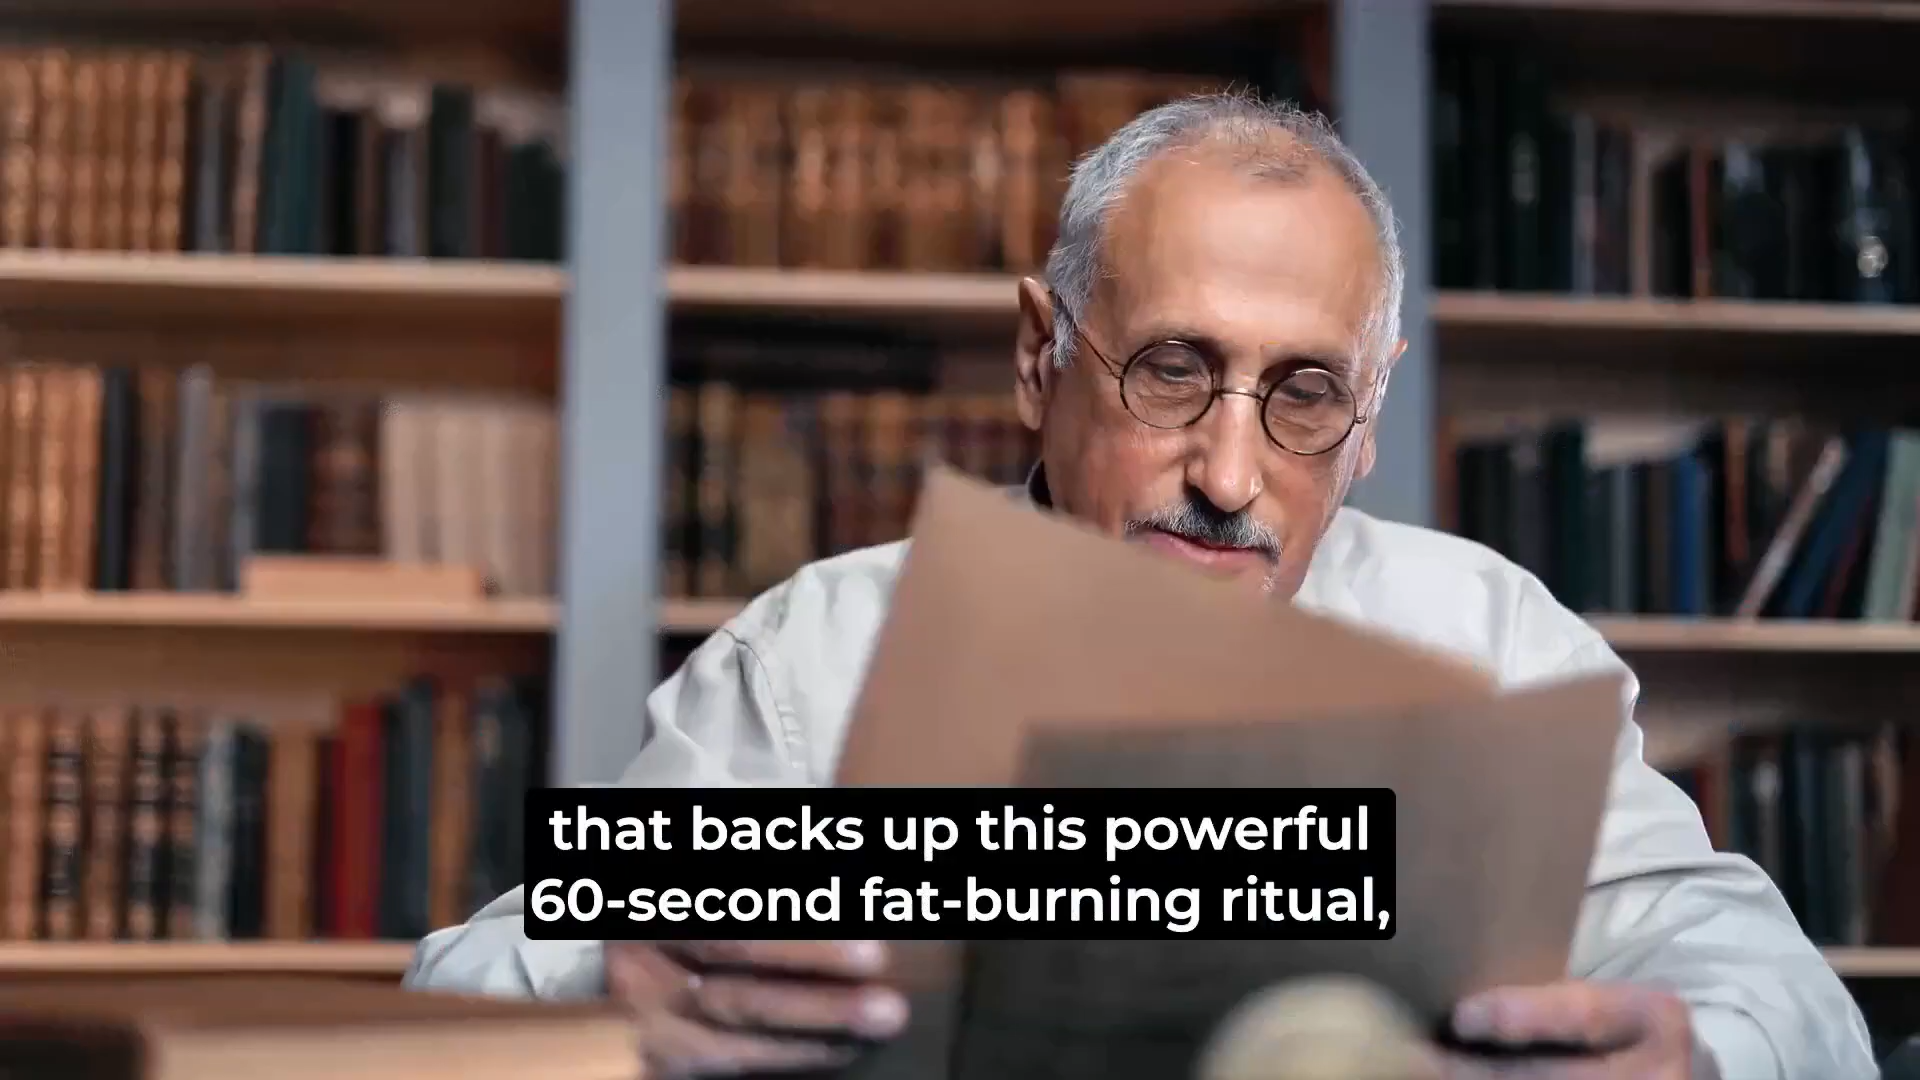 that backs up this powerful
60-second fat-burning ritual,